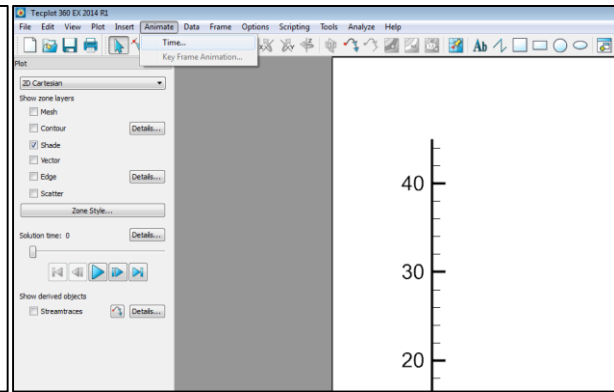 Tecplot 360 EX 2014 R1
File Edit View Plot Insert Animate Data Frame Options Scripting Tools Analyze Help
Time...
Key Frame Animation...
Ab
Plot
2D Cartesian
Show zone layers
Mesh
Contour Details...
Shade
Vector
Edge Details...
Scatter
Zone Style...
Solution time: 0 Details...
Show derived objects
Streamtraces Details...
40
30
20